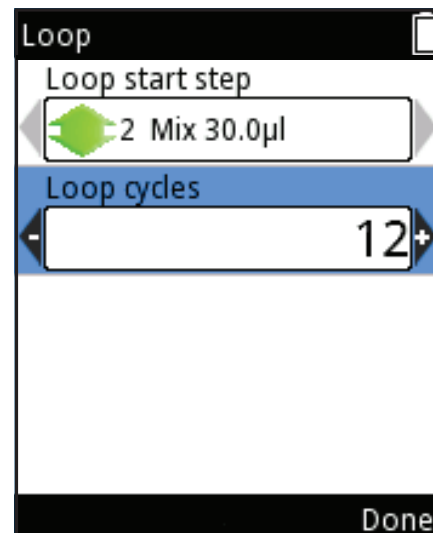 Loop
Loop start step
2 Mix 30.0µl
Loop cycles
- 12 +
Done